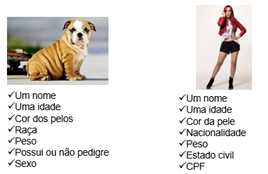 ✓Um nome
✓Uma idade
✓Cor dos pelos
✓Raça
✓Peso
✓Possui ou não pedigre
✓Sexo
✓Um nome
✓Uma idade
✓Cor da pele
✓Nacionalidade
✓Peso
✓Estado civil
✓CPF